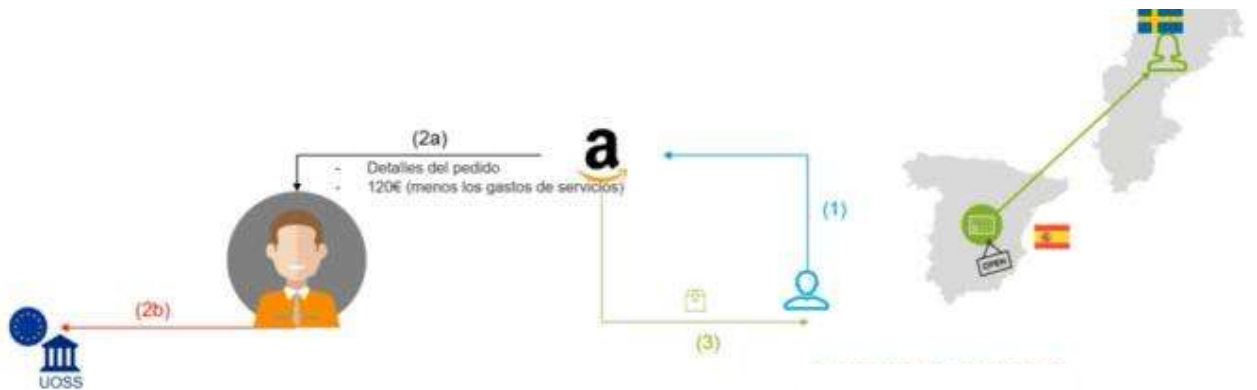 (2a)
a
- Detalles del pedido
- 120€ (menos los gastos de servicios)
(1)
OPEN
(2b)
(3)
UOSS